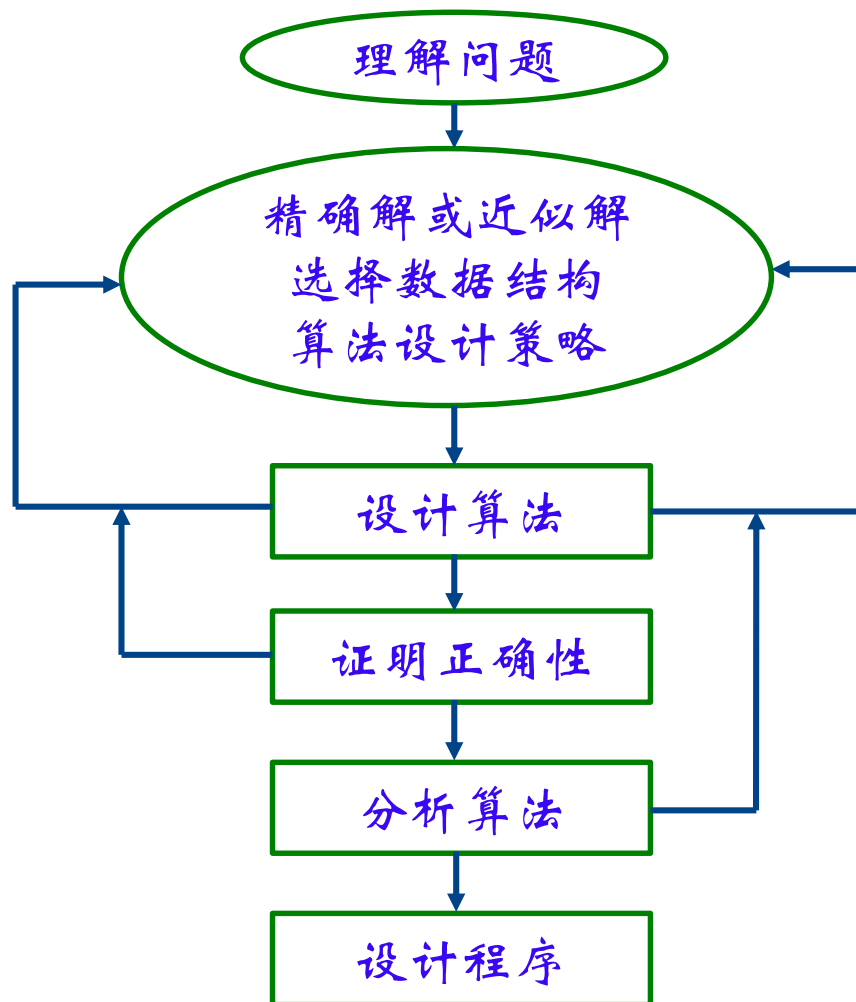 理解问题
精确解或近似解
选择数据结构
算法设计策略
设计算法
证明正确性
分析算法
设计程序